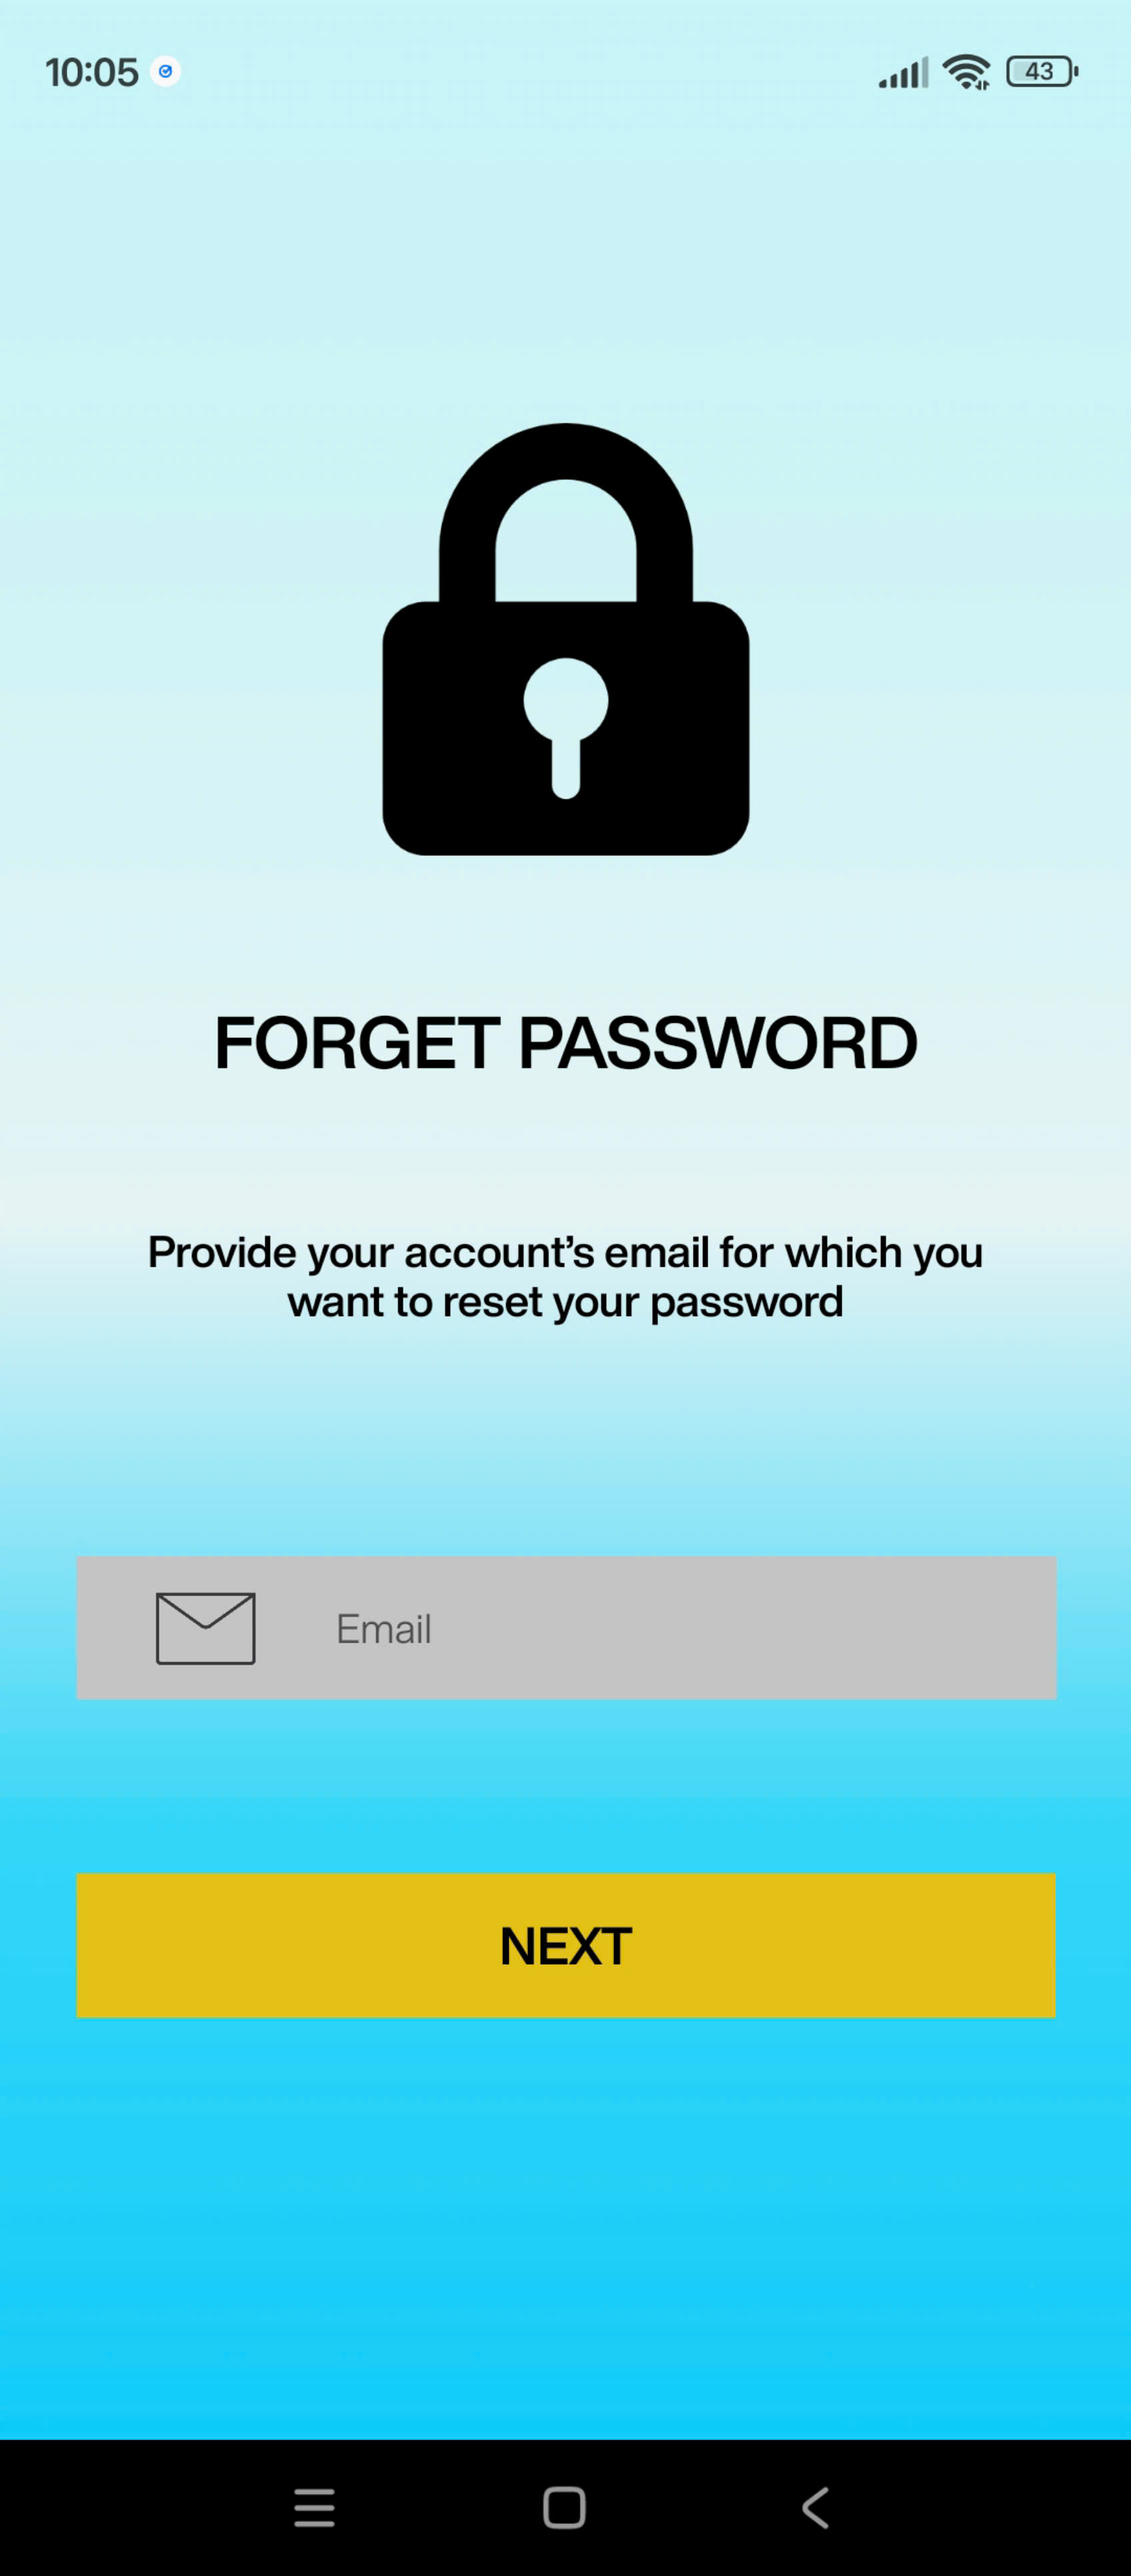 10:05
43
FORGET PASSWORD
Provide your account’s email for which you
want to reset your password
Email
NEXT